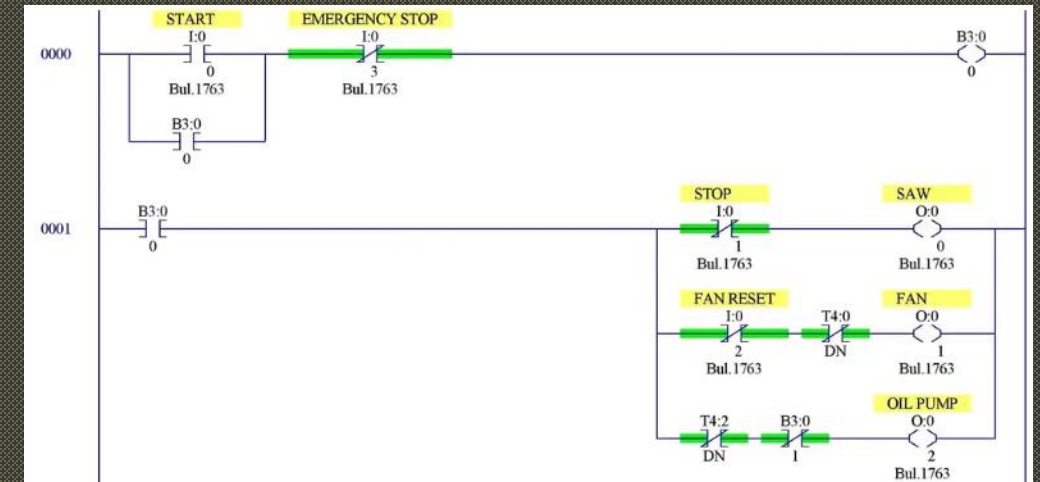 START EMERGENCY STOP
I:0 I:0 B3:0
0000
0 3 0
Bul.1763 Bul.1763
B3:0
0
STOP SAW
B3:0 I:0 O:0
0001
0 1 0
Bul.1763 Bul.1763
FAN RESET FAN
I:0 T4:0 O:0
2 DN 1
Bul.1763 Bul.1763
OIL PUMP
T4:2 B3:0 O:0
DN 1 2
Bul.1763